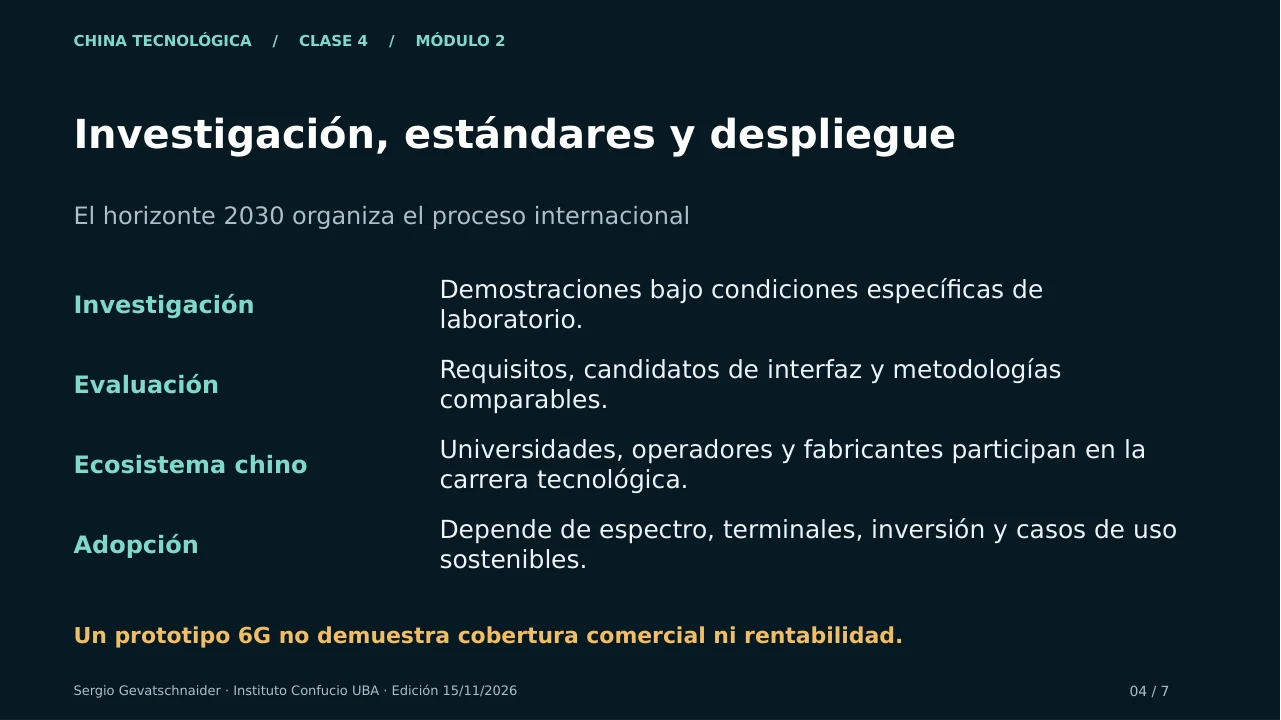 CHINA TECNOLÓGICA / CLASE 4 / MÓDULO 2
Investigación, estándares y despliegue
El horizonte 2030 organiza el proceso internacional
Investigación
Demostraciones bajo condiciones específicas de
laboratorio.
Evaluación
Requisitos, candidatos de interfaz y metodologías
comparables.
Ecosistema chino
Universidades, operadores y fabricantes participan en la
carrera tecnológica.
Adopción
Depende de espectro, terminales, inversión y casos de uso
sostenibles.
Un prototipo 6G no demuestra cobertura comercial ni rentabilidad.
Sergio Gevatschnaider · Instituto Confucio UBA · Edición 15/11/2026
04 / 7